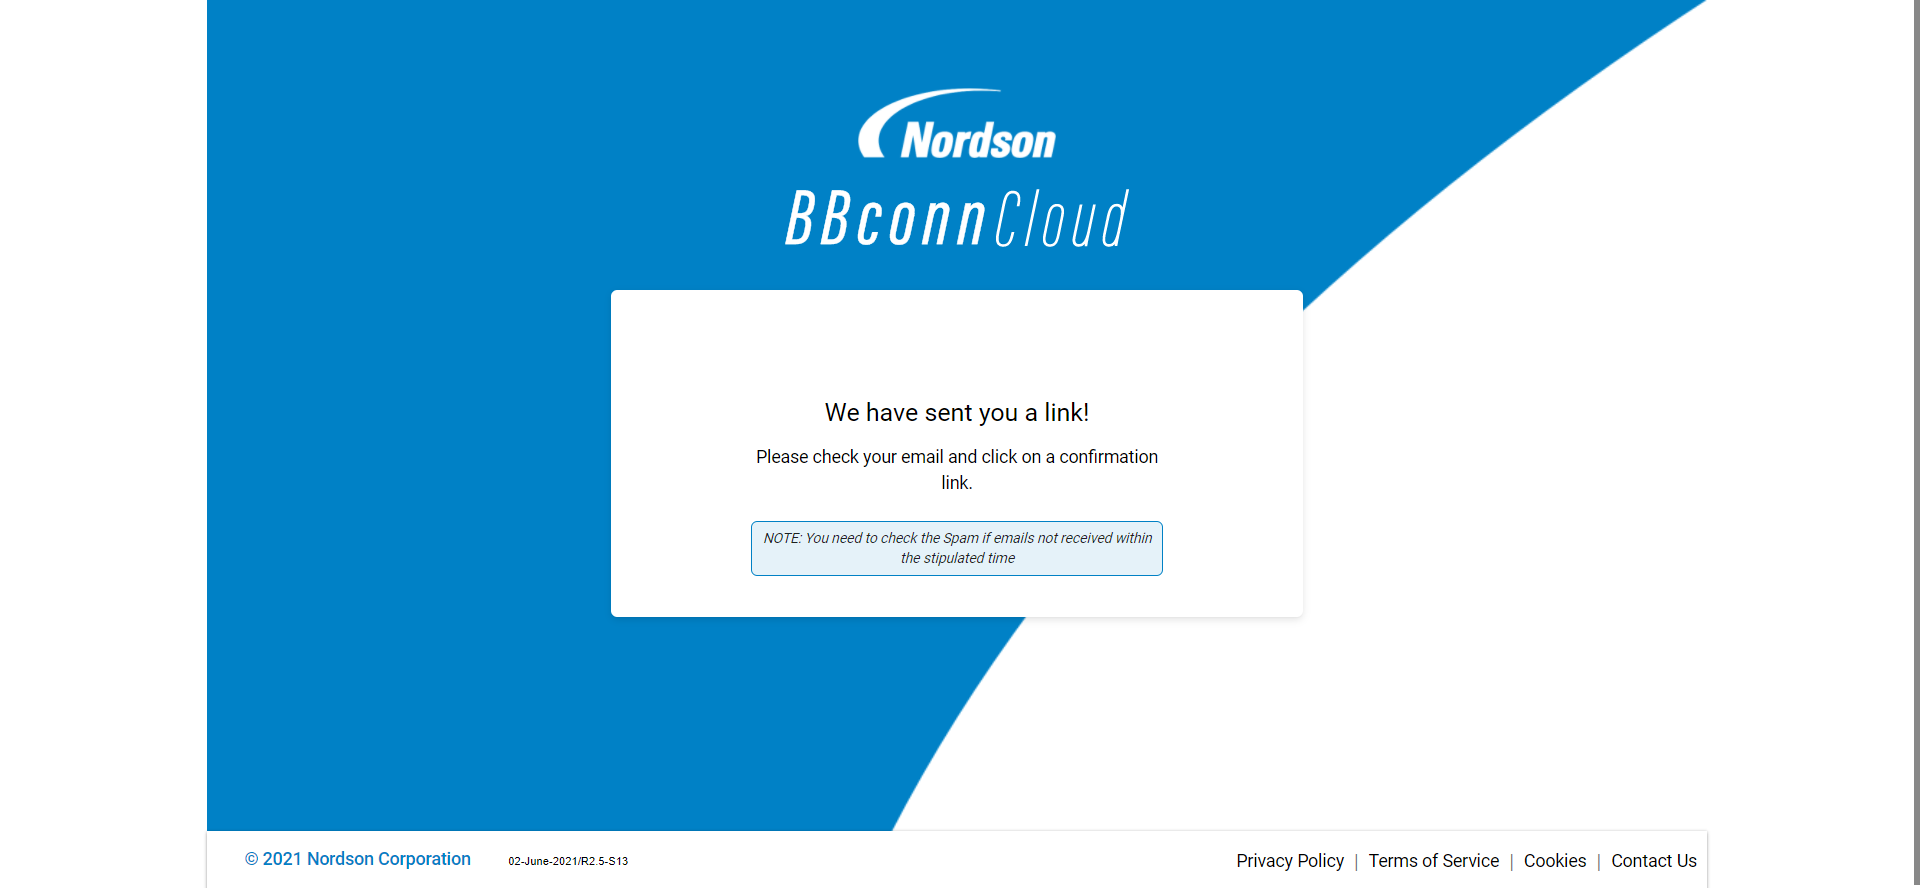 Nordson
BBconnCloud
We have sent you a link!
Please check your email and click on a confirmation
link.
NOTE: You need to check the Spam if emails not received within
the stipulated time
© 2021 Nordson Corporation 02-June-2021/R2.5-S13 Privacy Policy | Terms of Service | Cookies | Contact Us